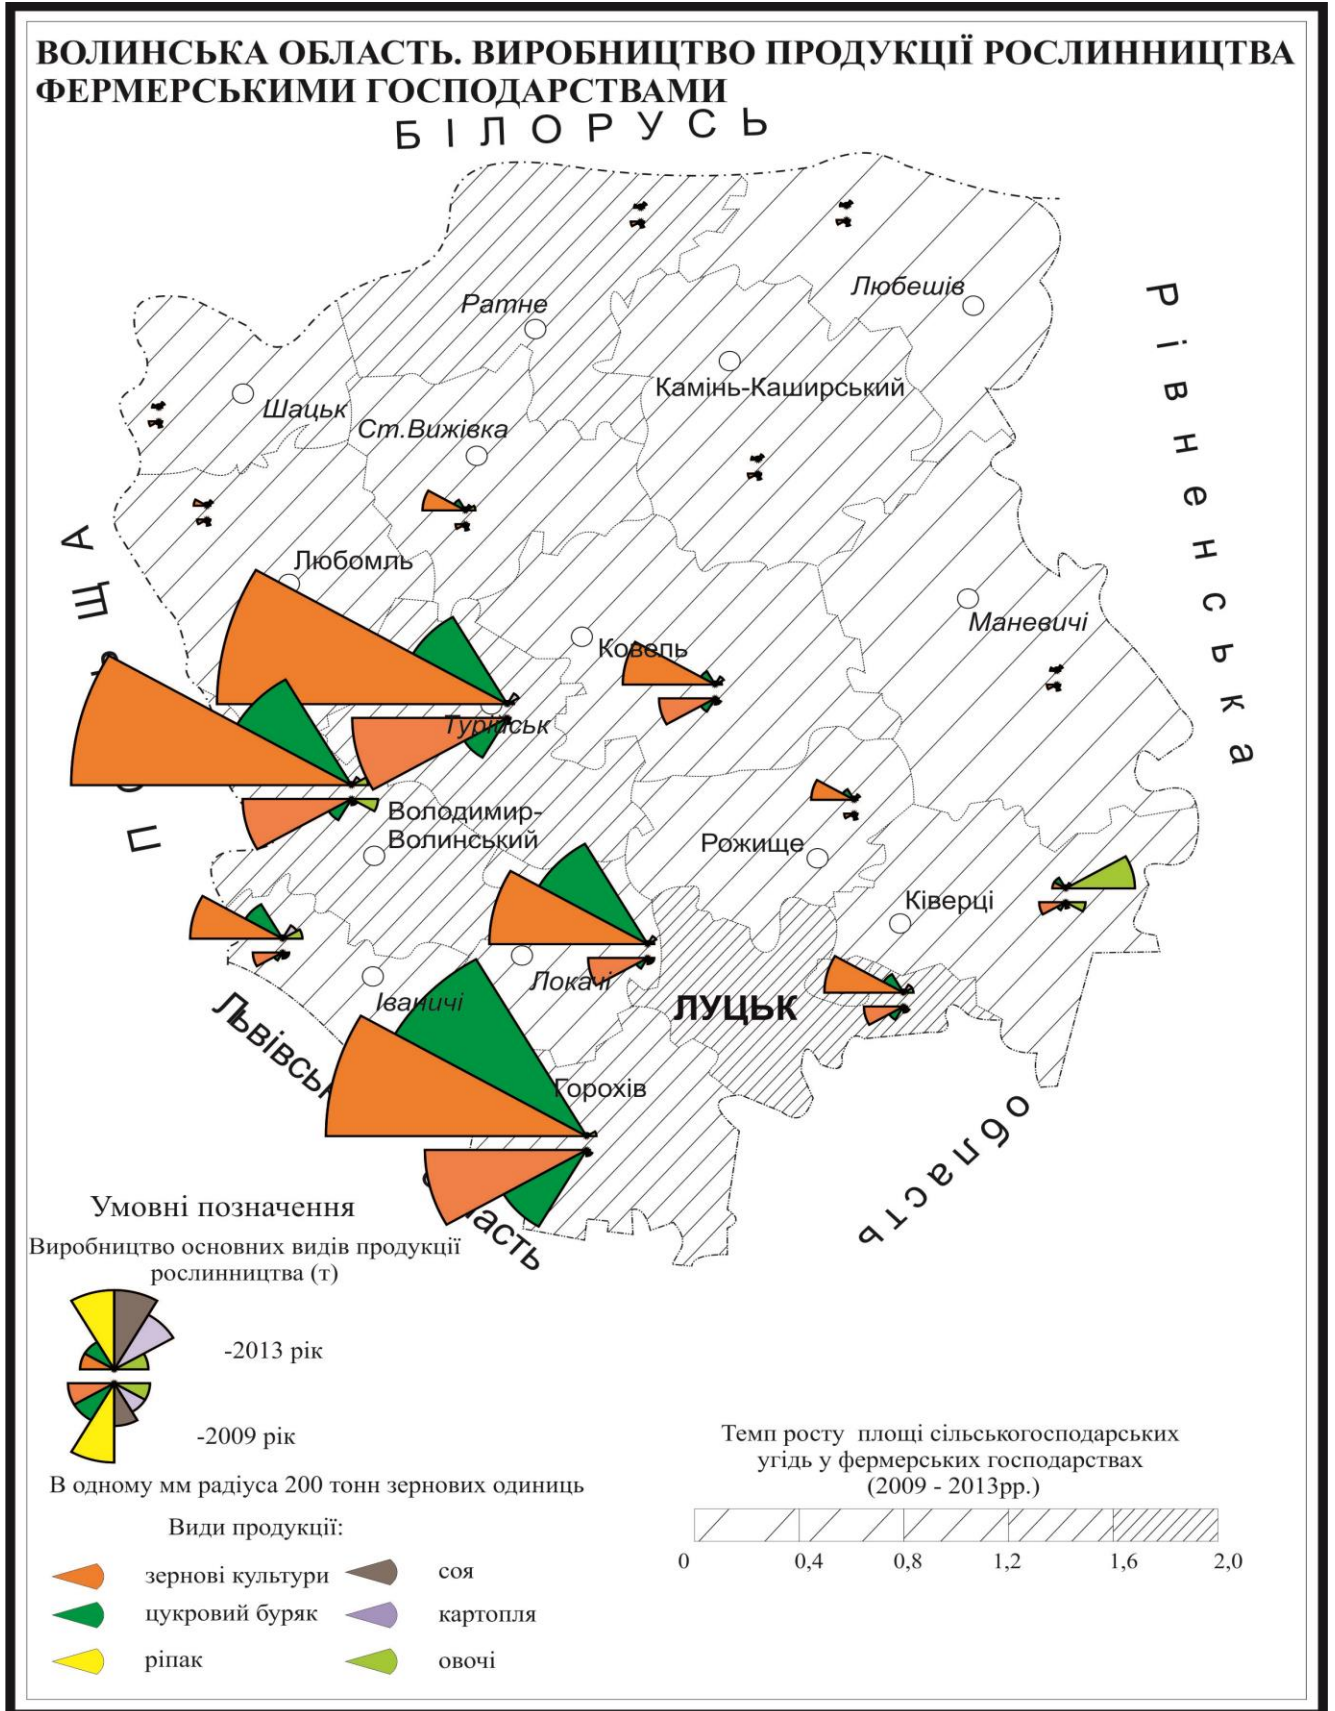 ВОЛИНСЬКА ОБЛАСТЬ. ВИРОБНИЦТВО ПРОДУКЦІЇ РОСЛИННИЦТВА
ФЕРМЕРСЬКИМИ ГОСПОДАРСТВАМИ
БІЛОРУСЬ
Любешів
Ратне
Рівненська
Камінь-Каширський
Шацьк
Ст.Вижівка
Любомль
Маневичі
Ковель
Турійськ
Володимир-
Волинський
Рожище
Ківерці
Локачі
Іваничі
ЛУЦЬК
Горохів
область
Умовні позначення
Виробництво основних видів продукції
рослинництва (т)
-2013 рік
-2009 рік
В одному мм радіуса 200 тонн зернових одиниць
Види продукції:
зернові культури
соя
цукровий буряк
картопля
ріпак
овочі
Темп росту площі сільськогосподарських
угідь у фермерських господарствах
(2009 - 2013рр.)
0 0,4 0,8 1,2 1,6 2,0